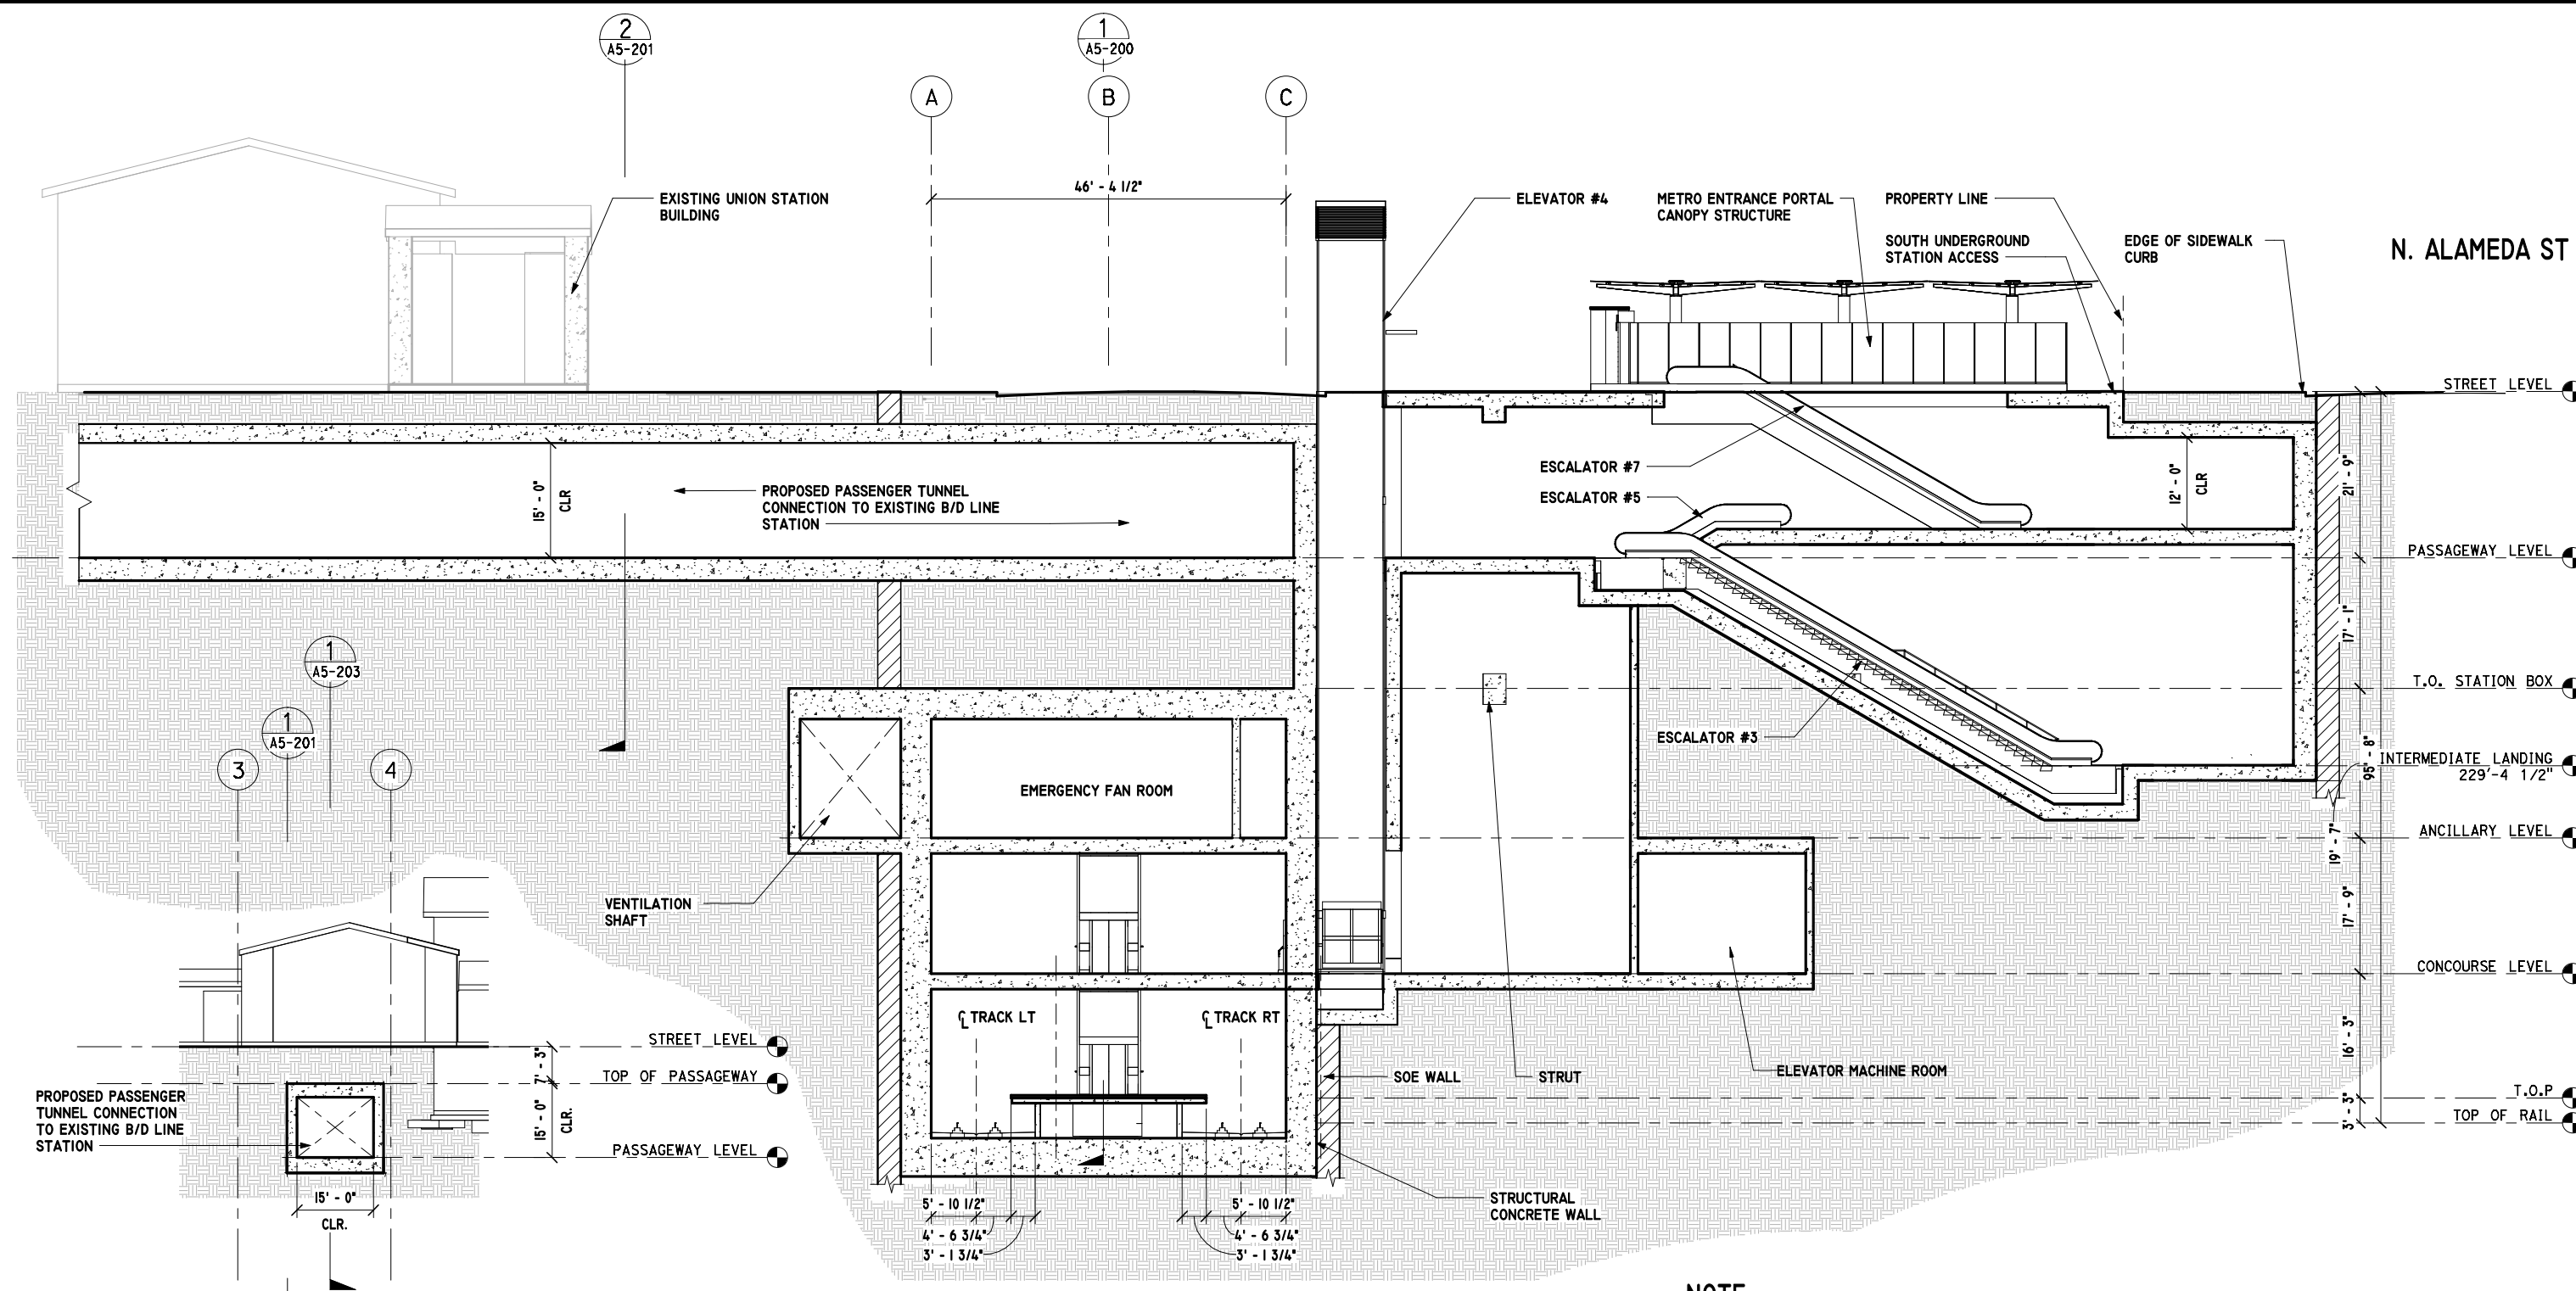 2
A5-201
1
A5-200
A
B
C
46' - 4 1/2"
EXISTING UNION STATION
BUILDING
ELEVATOR #4
METRO ENTRANCE PORTAL
CANOPY STRUCTURE
PROPERTY LINE
SOUTH UNDERGROUND
STATION ACCESS
EDGE OF SIDEWALK
CURB
N. ALAMEDA ST
STREET LEVEL
ESCALATOR #7
ESCALATOR #5
12' - 0"
CLR
21' - 9"
15' - 0"
CLR
PROPOSED PASSENGER TUNNEL
CONNECTION TO EXISTING B/D LINE
STATION
PASSAGEWAY LEVEL
17' - 1"
1
A5-203
T.O. STATION BOX
1
A5-201
ESCALATOR #3
3
4
95' - 8"
INTERMEDIATE LANDING
229'-4 1/2"
EMERGENCY FAN ROOM
ANCILLARY LEVEL
19' - 7"
VENTILATION
SHAFT
17' - 9"
CONCOURSE LEVEL
℄ TRACK LT
℄ TRACK RT
16' - 3"
STREET LEVEL
7' - 3"
TOP OF PASSAGEWAY
SOE WALL
STRUT
ELEVATOR MACHINE ROOM
T.O.P
TOP OF RAIL
3' - 3"
PROPOSED PASSENGER
TUNNEL CONNECTION
TO EXISTING B/D LINE
STATION
15' - 0"
CLR.
PASSAGEWAY LEVEL
15' - 0"
CLR.
5' - 10 1/2"
4' - 6 3/4"
3' - 1 3/4"
5' - 10 1/2"
4' - 6 3/4"
3' - 1 3/4"
STRUCTURAL
CONCRETE WALL
NOTE